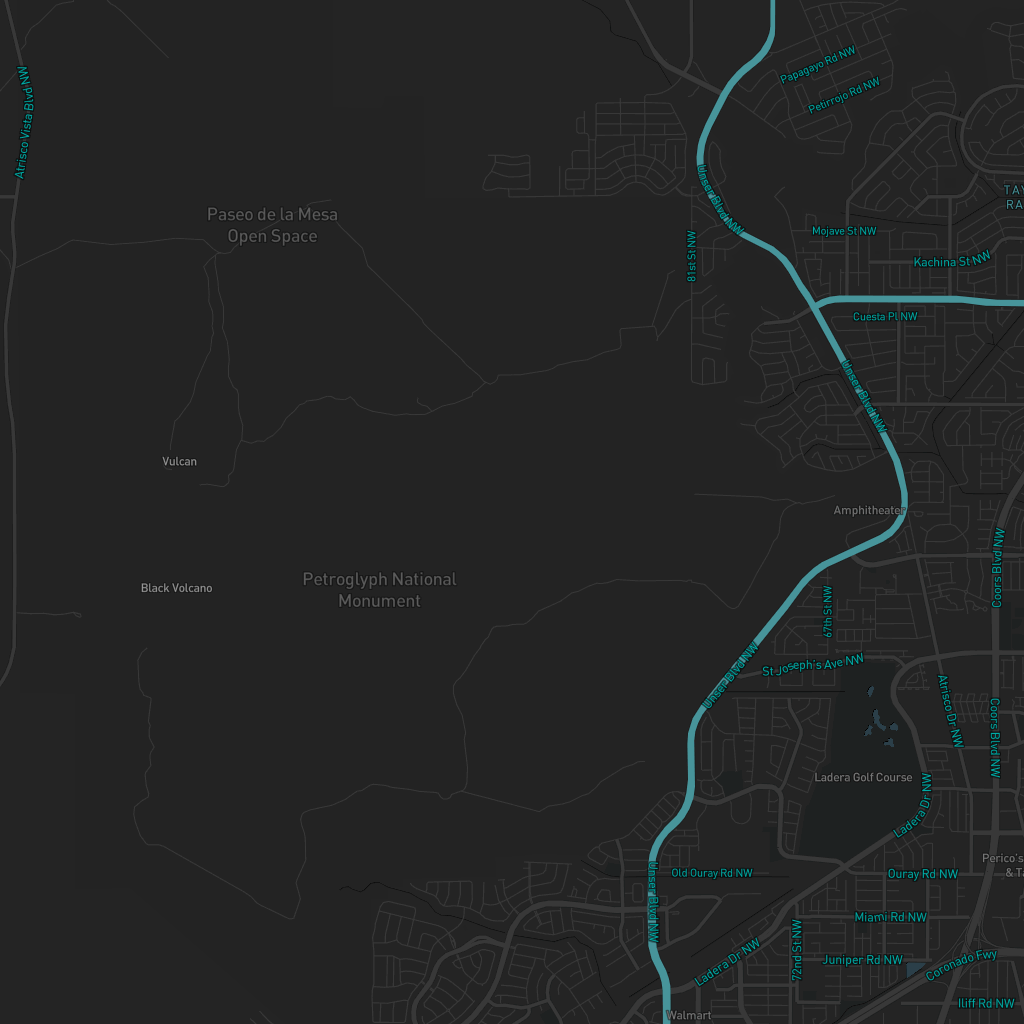 Papagayo Rd NW
Petirrojo Rd NW
Atrisco Vista Blvd NW
Unser Blvd NW
Paseo de la Mesa
Open Space
Mojave St NW
Kachina St NW
81st St NW
Cuesta Pl NW
Unser Blvd NW
Vulcan
Amphitheater
Coors Blvd NW
Petroglyph National
Monument
Black Volcano
67th St NW
St Joseph's Ave NW
Unser Blvd NW
Atrisco Dr NW
Coors Blvd NW
Ladera Golf Course
Ladera Dr NW
Perico's
Old Ouray Rd NW
Ouray Rd NW
Unser Blvd NW
Miami Rd NW
72nd St NW
Ladera Dr NW
Juniper Rd NW
Coronado Fwy
Iliff Rd NW
Walmart